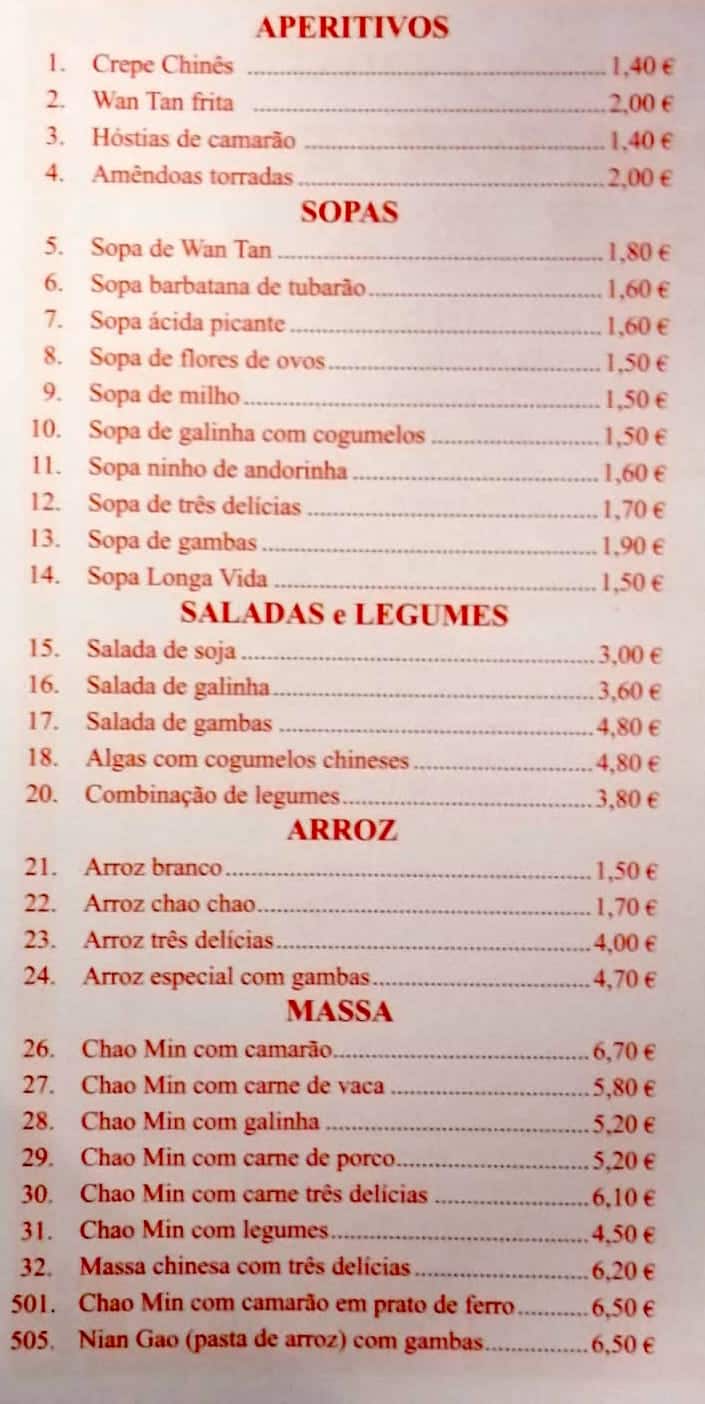 APERITIVOS
1. Crepe Chinês 1,40 €
2. Wan Tan frita 2,00 €
3. Hóstias de camarão 1,40 €
4. Amêndoas torradas 2,00 €
SOPAS
5. Sopa de Wan Tan 1,80 €
6. Sopa barbatana de tubarão 1,60 €
7. Sopa ácida picante 1,60 €
8. Sopa de flores de ovos 1,50 €
9. Sopa de milho 1,50 €
10. Sopa de galinha com cogumelos 1,50 €
11. Sopa ninho de andorinha 1,60 €
12. Sopa de três delícias 1,70 €
13. Sopa de gambas 1,90 €
14. Sopa Longa Vida 1,50 €
SALADAS e LEGUMES
15. Salada de soja 3,00 €
16. Salada de galinha 3,60 €
17. Salada de gambas 4,80 €
18. Algas com cogumelos chineses 4,80 €
20. Combinação de legumes 3,80 €
ARROZ
21. Arroz branco 1,50 €
22. Arroz chao chao 1,70 €
23. Arroz três delícias 4,00 €
24. Arroz especial com gambas 4,70 €
MASSA
26. Chao Min com camarão 6,70 €
27. Chao Min com carne de vaca 5,80 €
28. Chao Min com galinha 5,20 €
29. Chao Min com carne de porco 5,20 €
30. Chao Min com carne três delícias 6,10 €
31. Chao Min com legumes 4,50 €
32. Massa chinesa com três delícias 6,20 €
501. Chao Min com camarão em prato de ferro 6,50 €
505. Nian Gao (pasta de arroz) com gambas 6,50 €